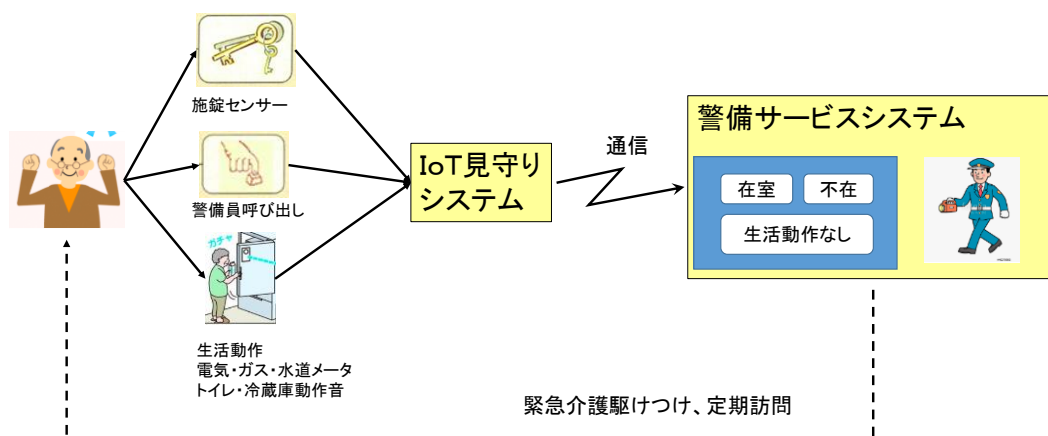 施錠センサー
警備員呼び出し
ガチャ
生活動作
電気・ガス・水道メータ
トイレ・冷蔵庫動作音
IoT見守り
システム
通信
警備サービスシステム
在室
不在
生活動作なし
緊急介護駆けつけ、定期訪問